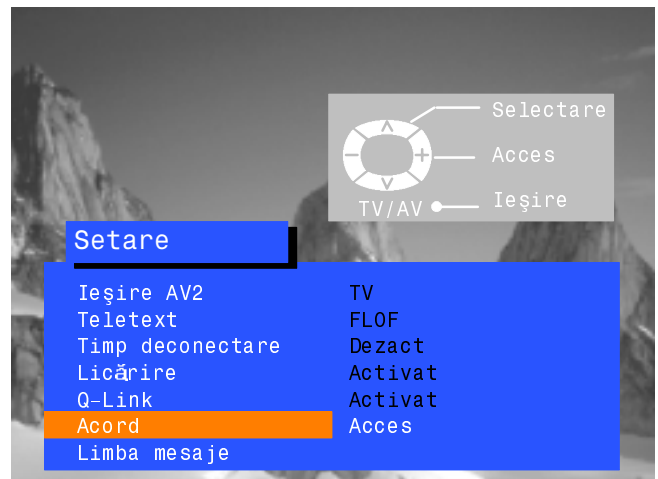 Selectare
Acces
TV/AV Ieşire
Setare
Ieşire AV2 TV
Teletext FLOF
Timp deconectare Dezact
Licărire Activat
Q-Link Activat
Acord Acces
Limba mesaje